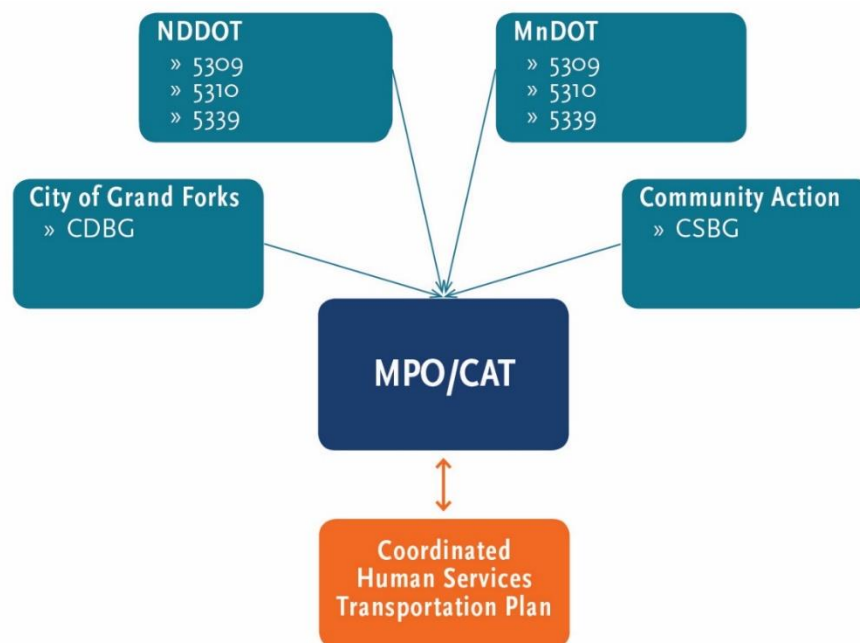 NDDOT
» 5309
» 5310
» 5339
MnDOT
» 5309
» 5310
» 5339
City of Grand Forks
» CDBG
Community Action
» CSBG
MPO/CAT
Coordinated
Human Services
Transportation Plan